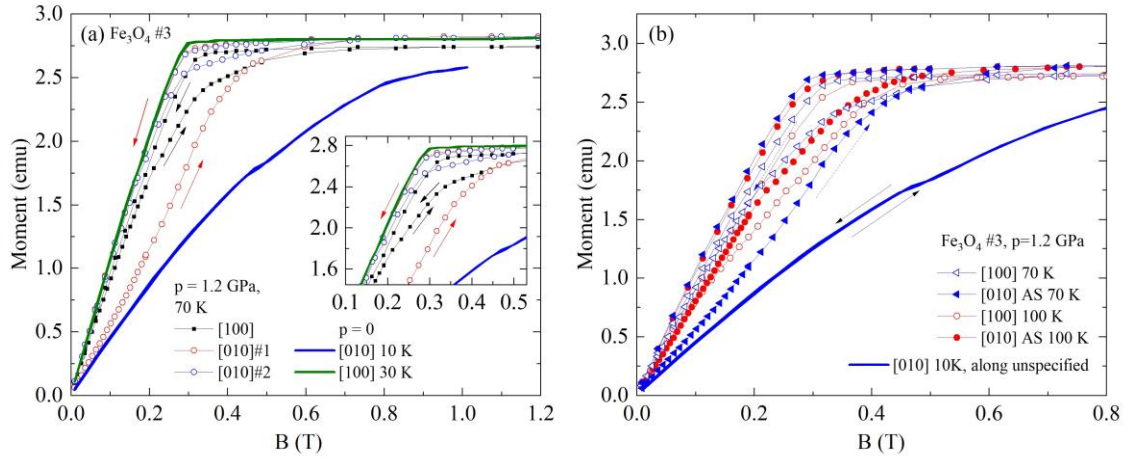 (a) Fe3O4 #3
Moment (emu)
3.0
2.5
2.0
1.5
1.0
0.5
0.0
0.0 0.2 0.4 0.6 0.8 1.0 1.2
B (T)
2.8
2.4
2.0
1.6
0.1 0.2 0.3 0.4 0.5
p = 1.2 GPa,
70 K
[100]
[010]#1
[010]#2
p = 0
[010] 10 K
[100] 30 K
(b)
Moment (emu)
3.0
2.5
2.0
1.5
1.0
0.5
0.0
0.0 0.2 0.4 0.6 0.8
B (T)
Fe3O4 #3, p=1.2 GPa
[100] 70 K
[010] AS 70 K
[100] 100 K
[010] AS 100 K
[010] 10K, along unspecified